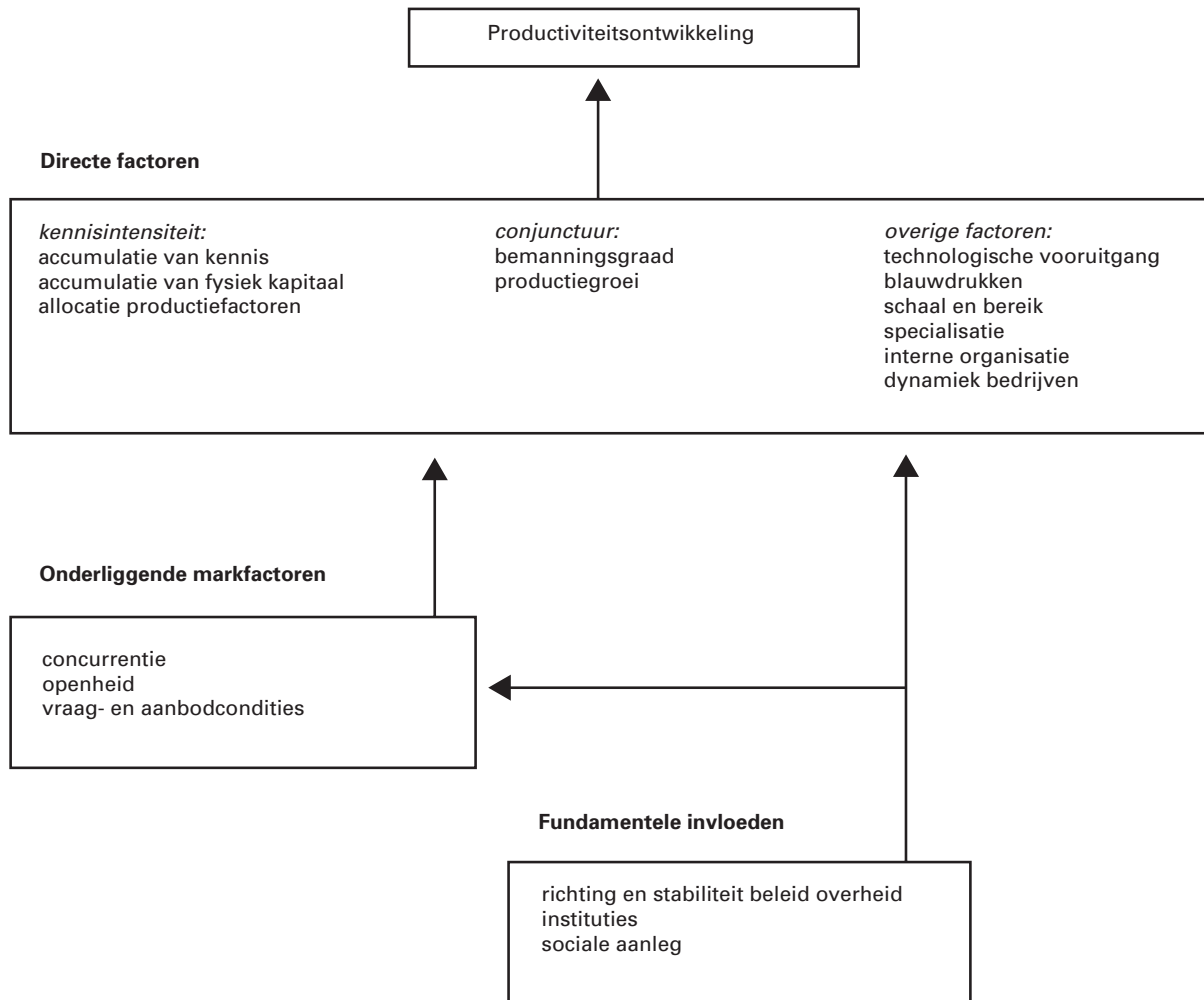 Productiviteitsontwikkeling
Directe factoren
kennisintensiteit:
accumulatie van kennis
accumulatie van fysiek kapitaal
allocatie productiefactoren
conjunctuur:
bemanningsgraad
productiegroei
overige factoren:
technologische vooruitgang
blauwdrukken
schaal en bereik
specialisatie
interne organisatie
dynamiek bedrijven
Onderliggende markfactoren
concurrentie
openheid
vraag- en aanbodcondities
Fundamentele invloeden
richting en stabiliteit beleid overheid
instituties
sociale aanleg